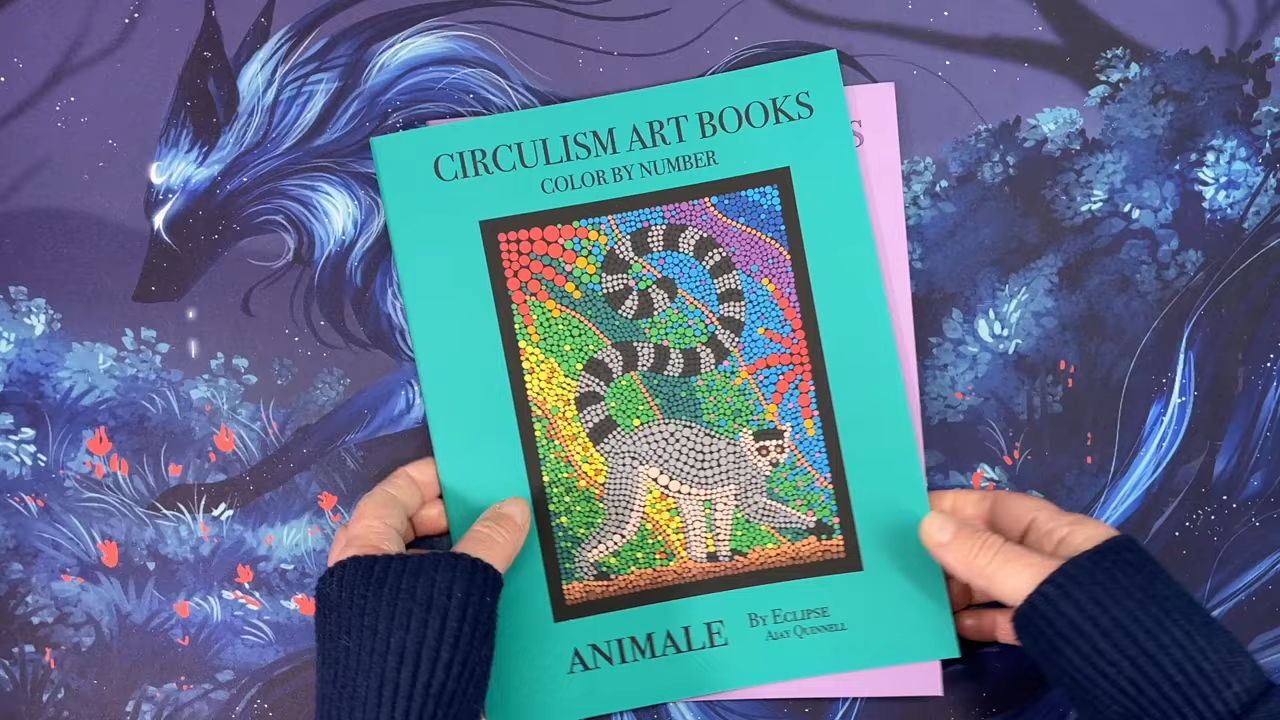 CIRCULISM ART BOOKS
COLOR BY NUMBER
ANIMALE
BY ECLIPSE
AJAY QUINNELL